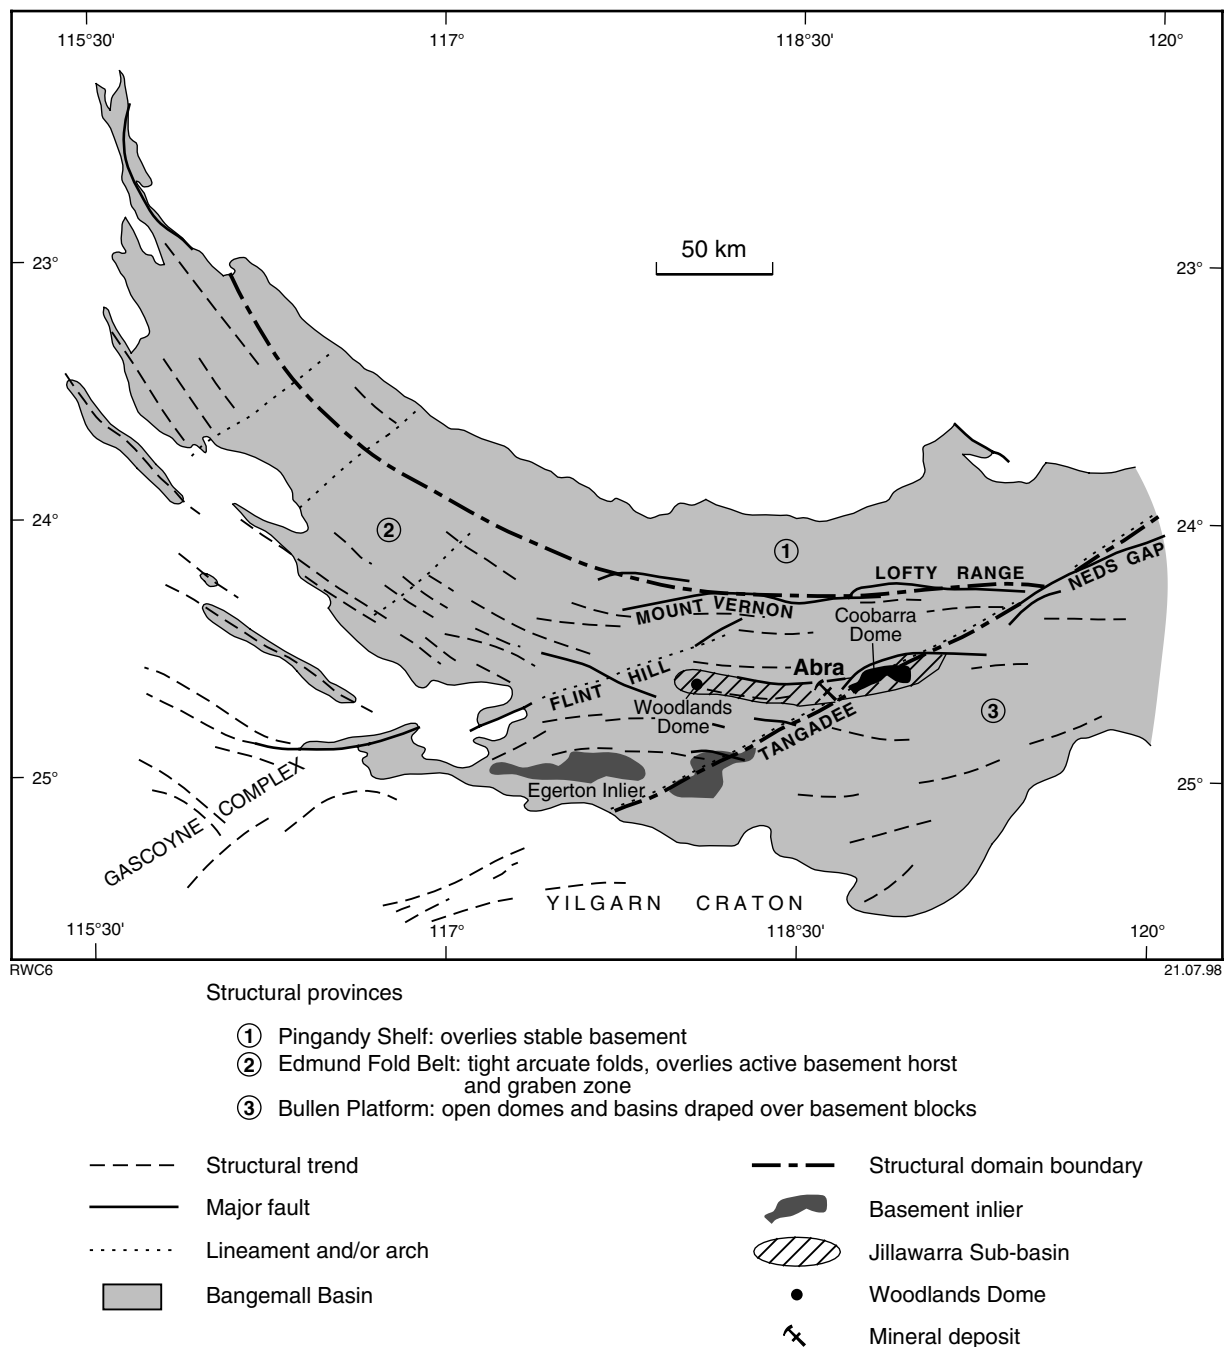 115°30'
117°
118°30'
120°
50 km
23°
23°
24°
24°
2
1
LOFTY RANGE
NEDS GAP
MOUNT VERNON
Coobarra
Dome
Abra
FLINT HILL
Woodlands
Dome
3
TANGADEE
25°
25°
Egerton Inlier
GASCOYNE COMPLEX
YILGARN CRATON
115°30'
117°
118°30'
120°
RWC6
21.07.98
Structural provinces
1 Pingandy Shelf: overlies stable basement
2 Edmund Fold Belt: tight arcuate folds, overlies active basement horst
and graben zone
3 Bullen Platform: open domes and basins draped over basement blocks
Structural trend
Major fault
Lineament and/or arch
Bangemall Basin
Structural domain boundary
Basement inlier
Jillawarra Sub-basin
Woodlands Dome
Mineral deposit